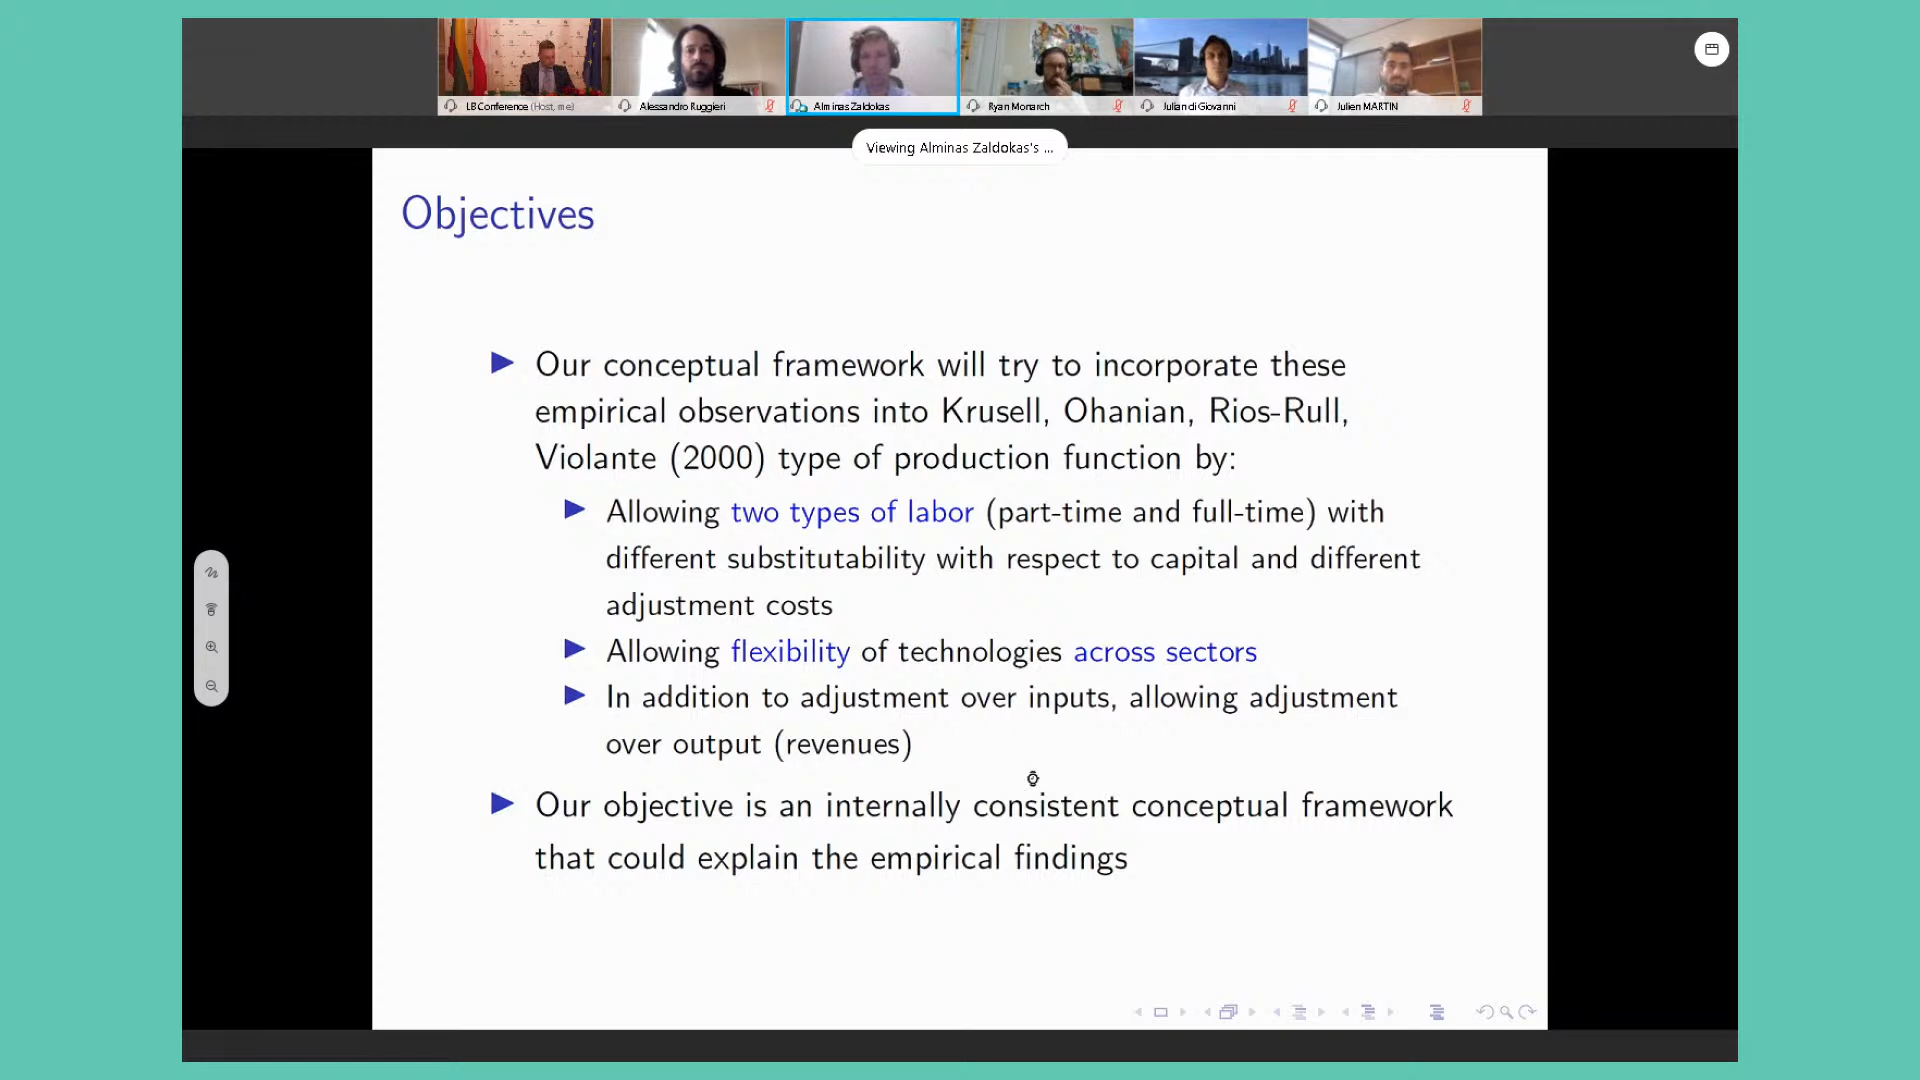 LB Conference (Host, me)
Alessandro Ruggieri
Alminas Zaldokas
Ryan Monarch
Julian di Giovanni
Julien MARTIN
Viewing Alminas Zaldokas's ...
Objectives
Our conceptual framework will try to incorporate these
empirical observations into Krusell, Ohanian, Rios-Rull,
Violante (2000) type of production function by:
Allowing two types of labor (part-time and full-time) with
different substitutability with respect to capital and different
adjustment costs
Allowing flexibility of technologies across sectors
In addition to adjustment over inputs, allowing adjustment
over output (revenues)
Our objective is an internally consistent conceptual framework
that could explain the empirical findings